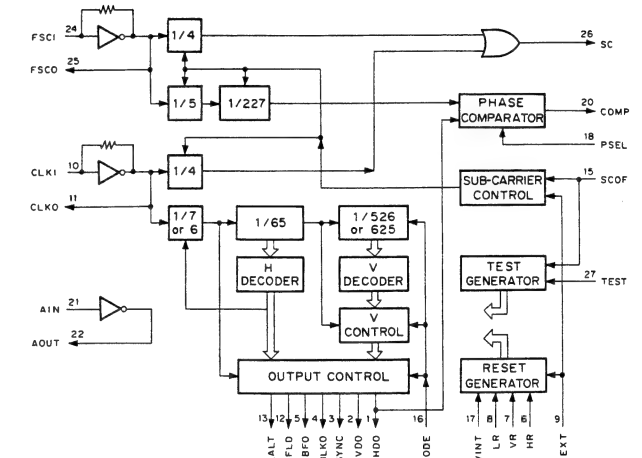 24
FSCI
1/4
26
SC
25
FSCO
1/5
1/227
PHASE
COMPARATOR
20
COMP
18
PSEL
10
CLKI
1/4
15
SCOF
11
CLKO
SUB-CARRIER
CONTROL
1/7
or 6
1/65
1/526
or 625
H
DECODER
V
DECODER
TEST
GENERATOR
27
TEST
21
AIN
22
AOUT
V
CONTROL
OUTPUT CONTROL
RESET
GENERATOR
13
12
5
4
3
2
1
16
17
8
7
6
9
ALT
FLD
BFO
LKO
YNC
VDO
HDO
ODE
VINT
LR
VR
HR
EXT